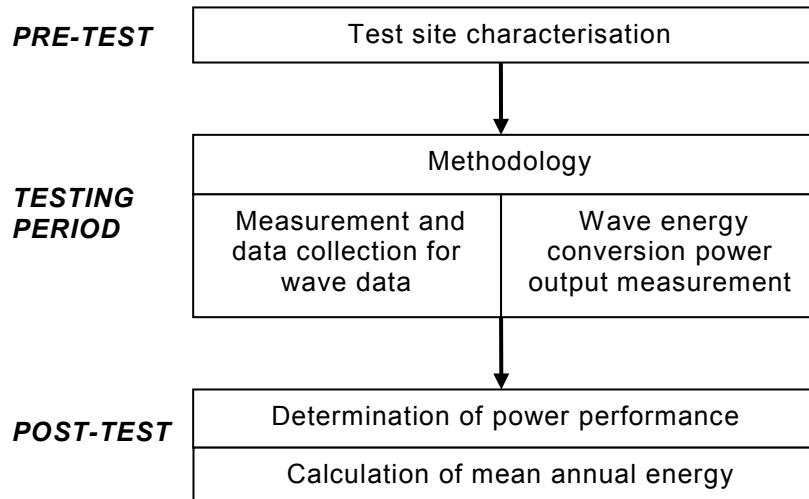 PRE-TEST
Test site characterisation
TESTING
PERIOD
Methodology
Measurement and
data collection for
wave data
Wave energy
conversion power
output measurement
POST-TEST
Determination of power performance
Calculation of mean annual energy